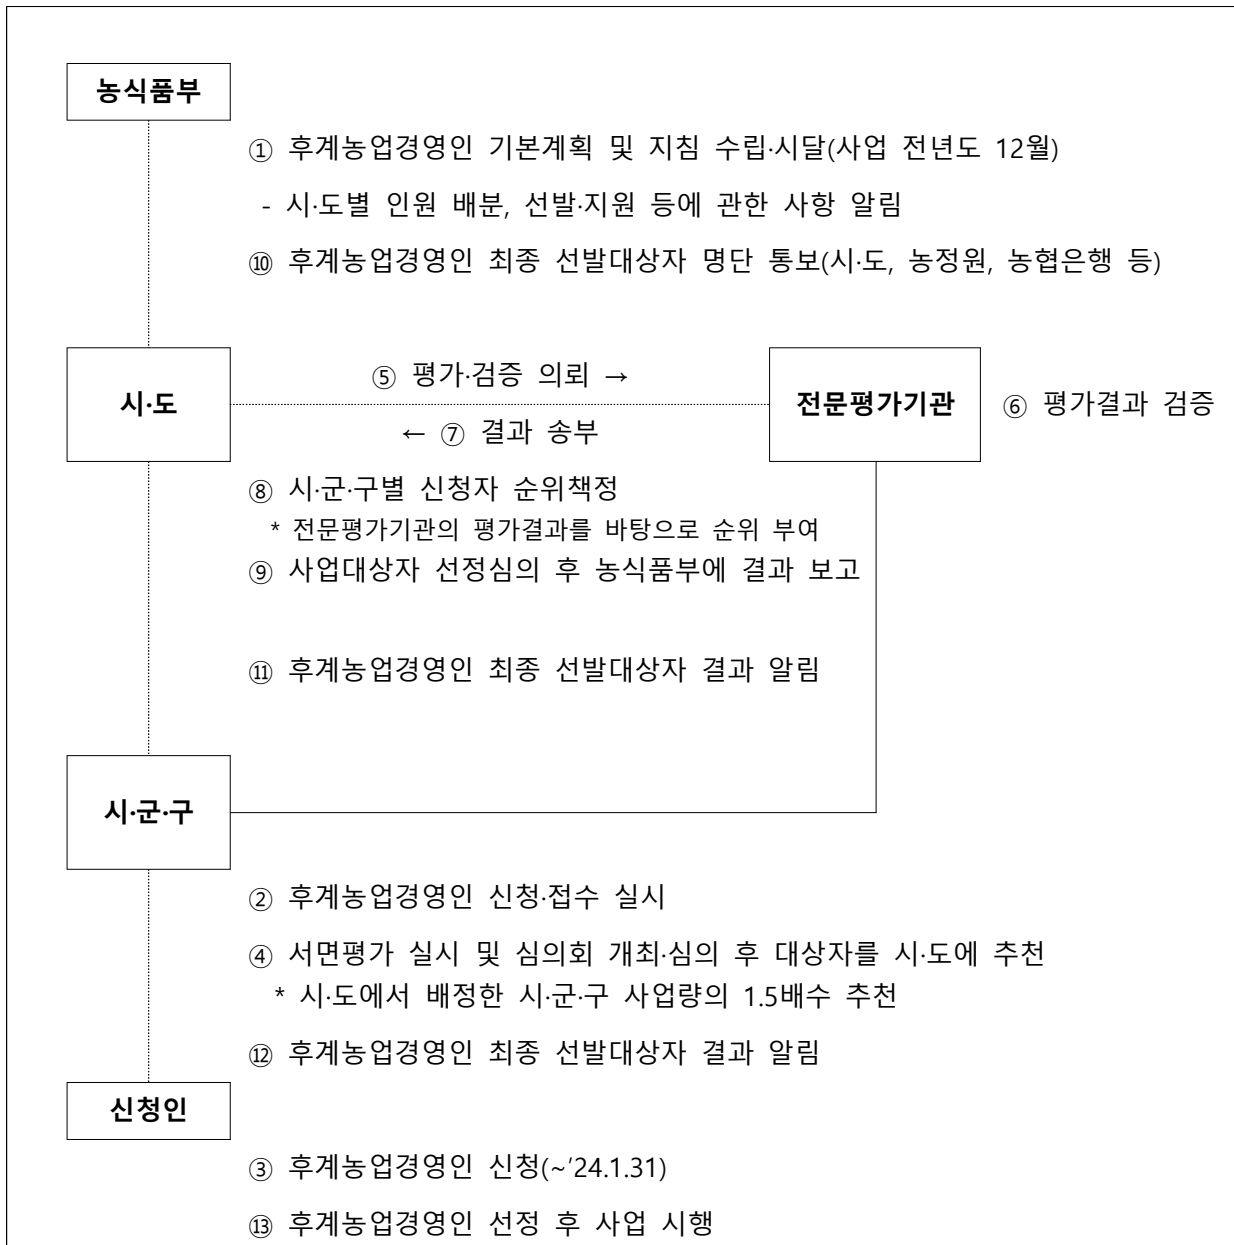 농식품부
① 후계농업경영인 기본계획 및 지침 수립·시달(사업 전년도 12월)
- 시·도별 인원 배분, 선발·지원 등에 관한 사항 알림
⑩ 후계농업경영인 최종 선발대상자 명단 통보(시·도, 농정원, 농협은행 등)
시·도
⑤ 평가·검증 의뢰 →
← ⑦ 결과 송부
전문평가기관
⑥ 평가결과 검증
⑧ 시·군·구별 신청자 순위책정
* 전문평가기관의 평가결과를 바탕으로 순위 부여
⑨ 사업대상자 선정심의 후 농식품부에 결과 보고
⑪ 후계농업경영인 최종 선발대상자 결과 알림
시·군·구
② 후계농업경영인 신청·접수 실시
④ 서면평가 실시 및 심의회 개최·심의 후 대상자를 시·도에 추천
* 시·도에서 배정한 시·군·구 사업량의 1.5배수 추천
⑫ 후계농업경영인 최종 선발대상자 결과 알림
신청인
③ 후계농업경영인 신청(~’24.1.31)
⑬ 후계농업경영인 선정 후 사업 시행